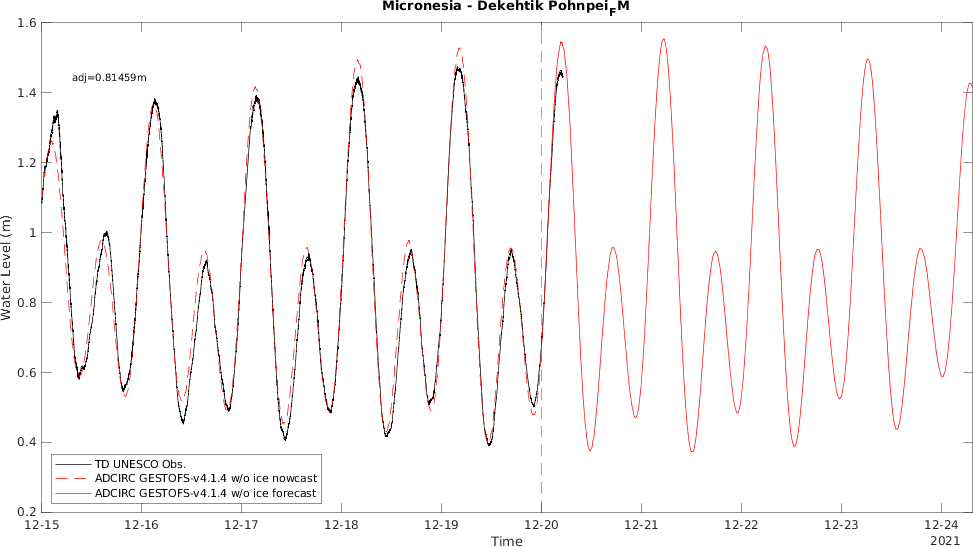 Micronesia - Dekehtik PohnpeiFM
1.6
1.4
1.2
1
0.8
0.6
0.4
0.2
Water Level (m)
adj=0.81459m
TD UNESCO Obs.
ADCIRC GESTOFS-v4.1.4 w/o ice nowcast
ADCIRC GESTOFS-v4.1.4 w/o ice forecast
12-15 12-16 12-17 12-18 12-19 12-20 12-21 12-22 12-23 12-24
Time
2021